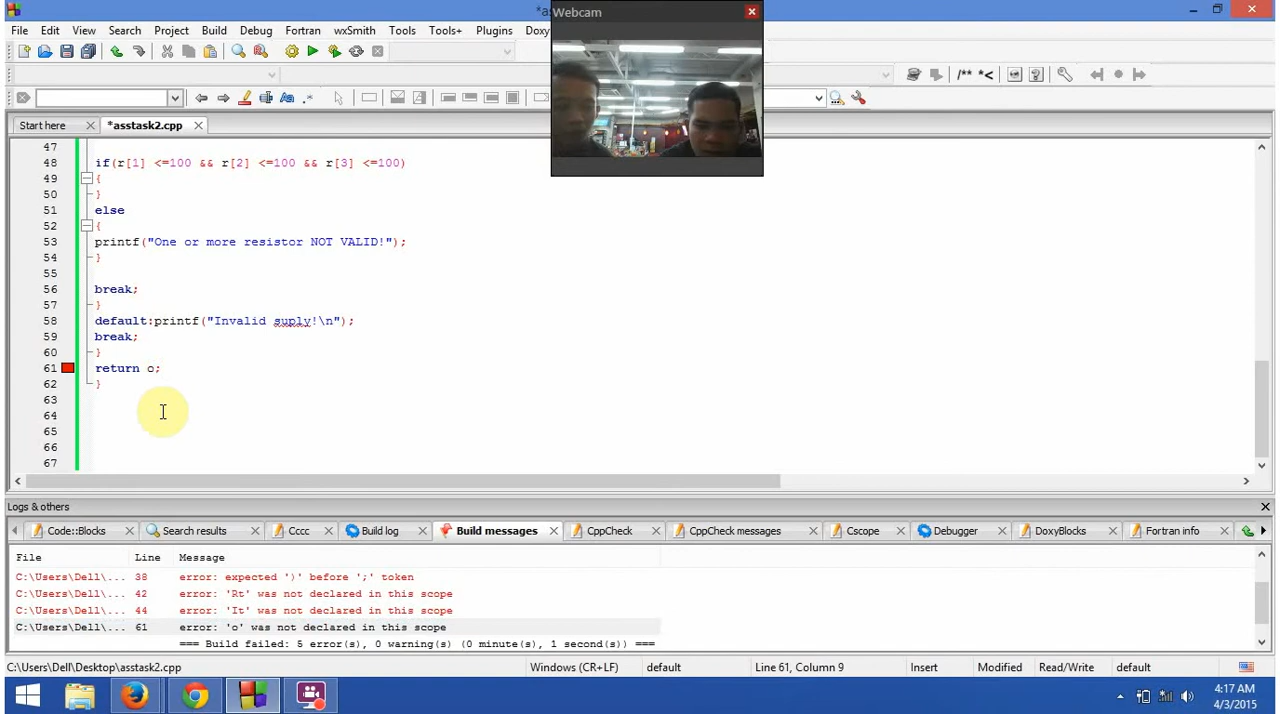 *as
Webcam
File Edit View Search Project Build Debug Fortran wxSmith Tools Tools+ Plugins Doxy
/** *<
Start here *asstask2.cpp
47
48 if(r[1] <=100 && r[2] <=100 && r[3] <=100)
49 {
50 }
51 else
52 {
53 printf("One or more resistor NOT VALID!");
54 }
55
56 break;
57 }
58 default:printf("Invalid suply!\n");
59 break;
60 }
61 return o;
62 }
63
64
65
66
67
Logs & others
Code::Blocks Search results Cccc Build log Build messages CppCheck CppCheck messages Cscope Debugger DoxyBlocks Fortran info
File Line Message
C:\Users\Dell\... 38 error: expected ')' before ';' token
C:\Users\Dell\... 42 error: 'Rt' was not declared in this scope
C:\Users\Dell\... 44 error: 'It' was not declared in this scope
C:\Users\Dell\... 61 error: 'o' was not declared in this scope
=== Build failed: 5 error(s), 0 warning(s) (0 minute(s), 1 second(s)) ===
C:\Users\Dell\Desktop\asstask2.cpp Windows (CR+LF) default Line 61, Column 9 Insert Modified Read/Write default
4:17 AM
4/3/2015